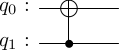 q₀ :
q₁ :